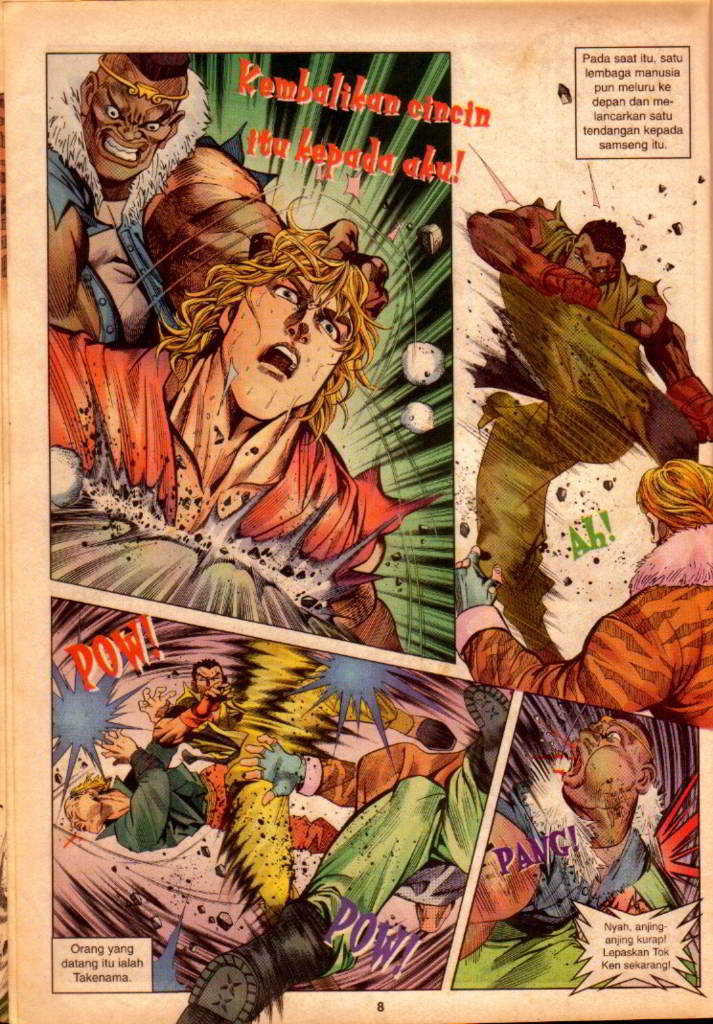 Kembalikan cincin
itu kepada aku!
Pada saat itu, satu
lembaga manusia
pun meluru ke
depan dan me-
lancarkan satu
tendangan kepada
samseng itu.
Ah!
POW!
POW!
Orang yang
datang itu ialah
Takenama.
PANG!
Nyah, anjing-
anjing kurap!
Lepaskan Tok
Ken sekarang!
8